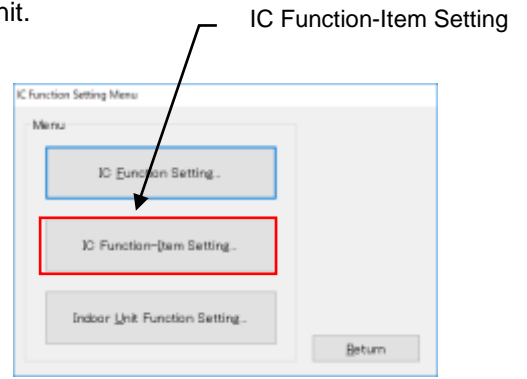 nit.
IC Function-Item Setting
IC Function Setting Menu
Menu
IC Function Setting...
IC Function-Item Setting...
Indoor Unit Function Setting...
Return